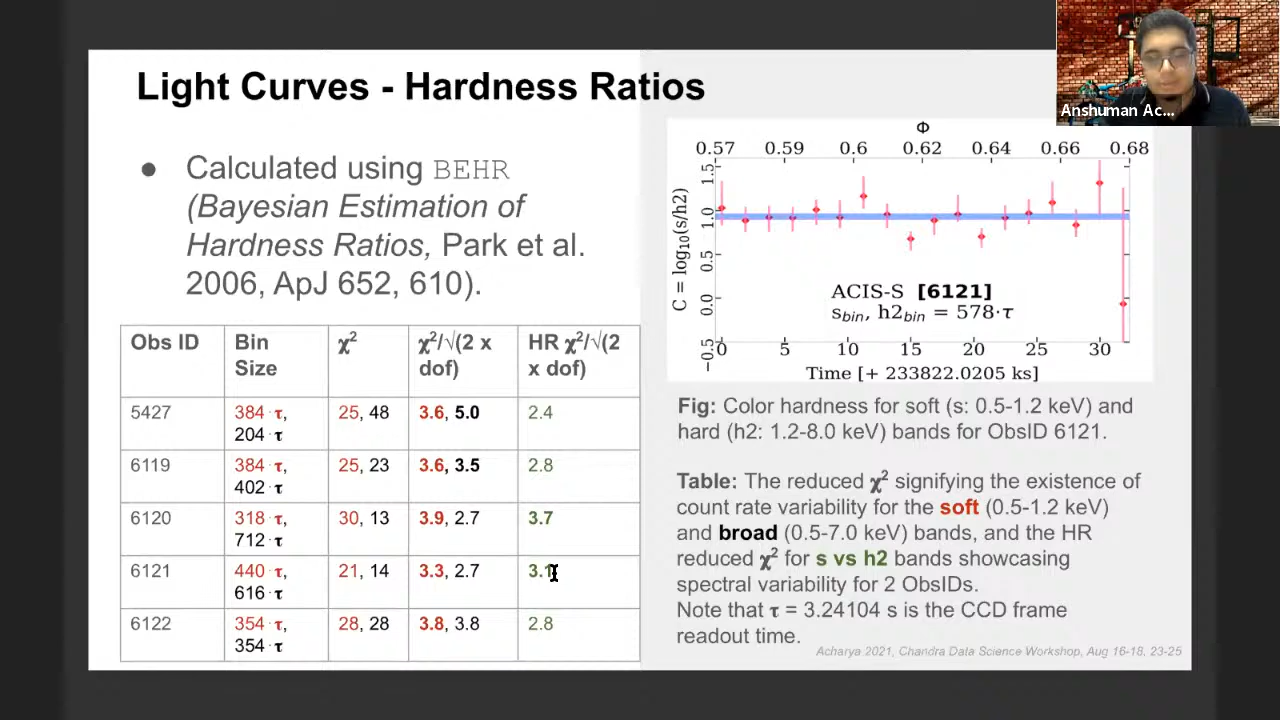 Light Curves - Hardness Ratios
Anshuman Ac...
● Calculated using BEHR
(Bayesian Estimation of
Hardness Ratios, Park et al.
2006, ApJ 652, 610).
Obs ID | Bin Size | χ² | χ²/√(2 x dof) | HR χ²/√(2 x dof)
5427 | 384·τ, 204·τ | 25, 48 | 3.6, 5.0 | 2.4
6119 | 384·τ, 402·τ | 25, 23 | 3.6, 3.5 | 2.8
6120 | 318·τ, 712·τ | 30, 13 | 3.9, 2.7 | 3.7
6121 | 440·τ, 616·τ | 21, 14 | 3.3, 2.7 | 3.1
6122 | 354·τ, 354·τ | 28, 28 | 3.8, 3.8 | 2.8
Φ
0.57 0.59 0.6 0.62 0.64 0.66 0.68
1.5
1.0
0.5
0.0
−0.5
C = log₁₀(s/h2)
ACIS-S [6121]
s_bin, h2_bin = 578·τ
0 5 10 15 20 25 30
Time [+ 233822.0205 ks]
Fig: Color hardness for soft (s: 0.5-1.2 keV) and
hard (h2: 1.2-8.0 keV) bands for ObsID 6121.
Table: The reduced χ² signifying the existence of
count rate variability for the soft (0.5-1.2 keV)
and broad (0.5-7.0 keV) bands, and the HR
reduced χ² for s vs h2 bands showcasing
spectral variability for 2 ObsIDs.
Note that τ = 3.24104 s is the CCD frame
readout time.
Acharya 2021, Chandra Data Science Workshop, Aug 16-18, 23-25